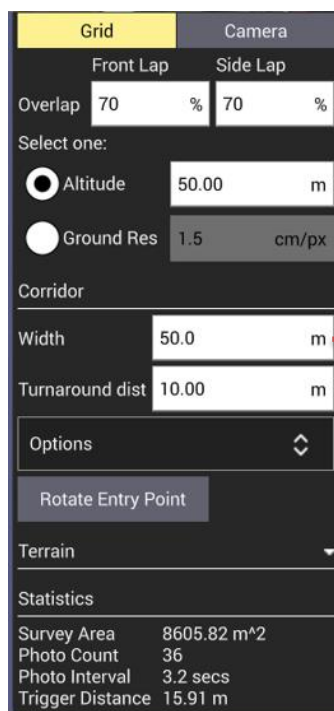 Grid Camera
Front Lap Side Lap
Overlap 70 % 70 %
Select one:
Altitude 50.00 m
Ground Res 1.5 cm/px
Corridor
Width 50.0 m
Turnaround dist 10.00 m
Options
Rotate Entry Point
Terrain
Statistics
Survey Area 8605.82 m^2
Photo Count 36
Photo Interval 3.2 secs
Trigger Distance 15.91 m